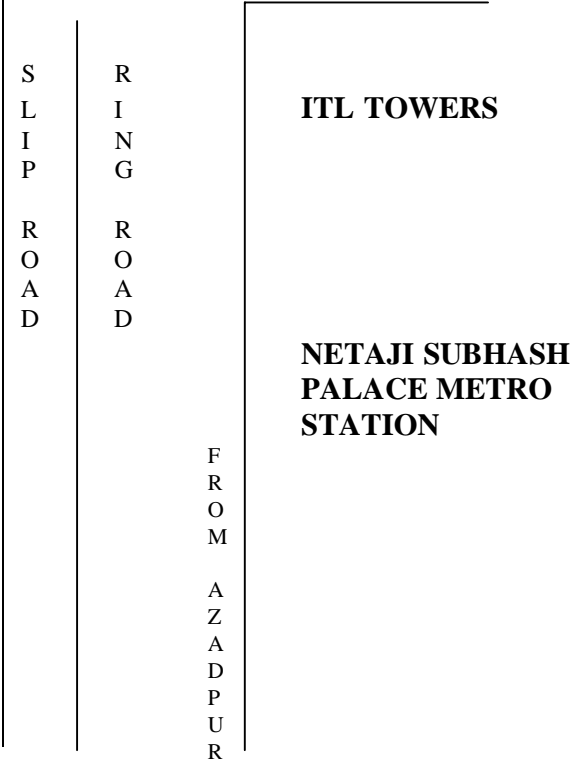 SLIP ROAD
RING ROAD
ITL TOWERS
NETAJI SUBHASH
PALACE METRO
STATION
FROM AZADPUR